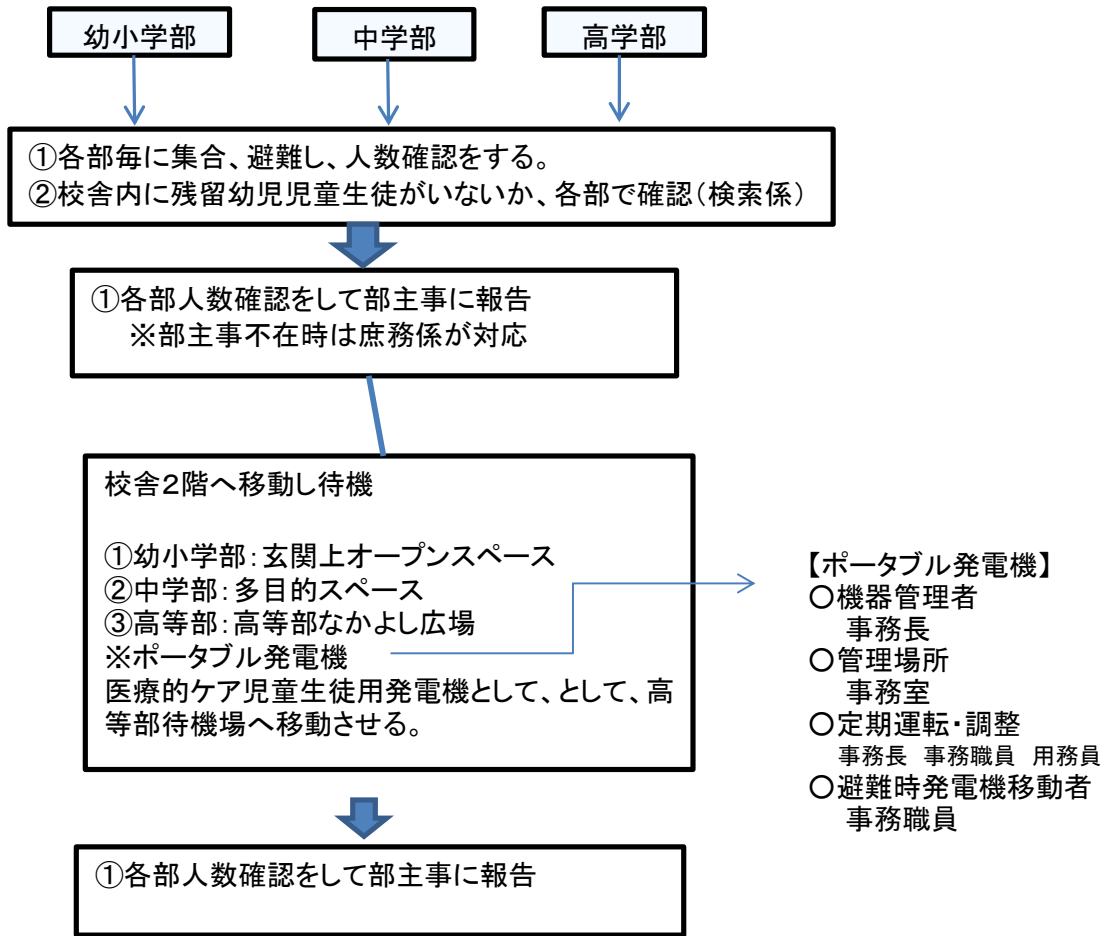 幼小学部
中学部
高学部
①各部毎に集合、避難し、人数確認をする。
②校舎内に残留幼児児童生徒がいないか、各部で確認(検索係)
①各部人数確認をして部主事に報告
※部主事不在時は庶務係が対応
校舎２階へ移動し待機
①幼小学部：玄関上オープンスペース
②中学部：多目的スペース
③高等部：高等部なかよし広場
※ポータブル発電機
医療的ケア児童生徒用発電機として、として、高
等部待機場へ移動させる。
【ポータブル発電機】
〇機器管理者
事務長
〇管理場所
事務室
〇定期運転・調整
事務長　事務職員　用務員
〇避難時発電機移動者
事務職員
①各部人数確認をして部主事に報告